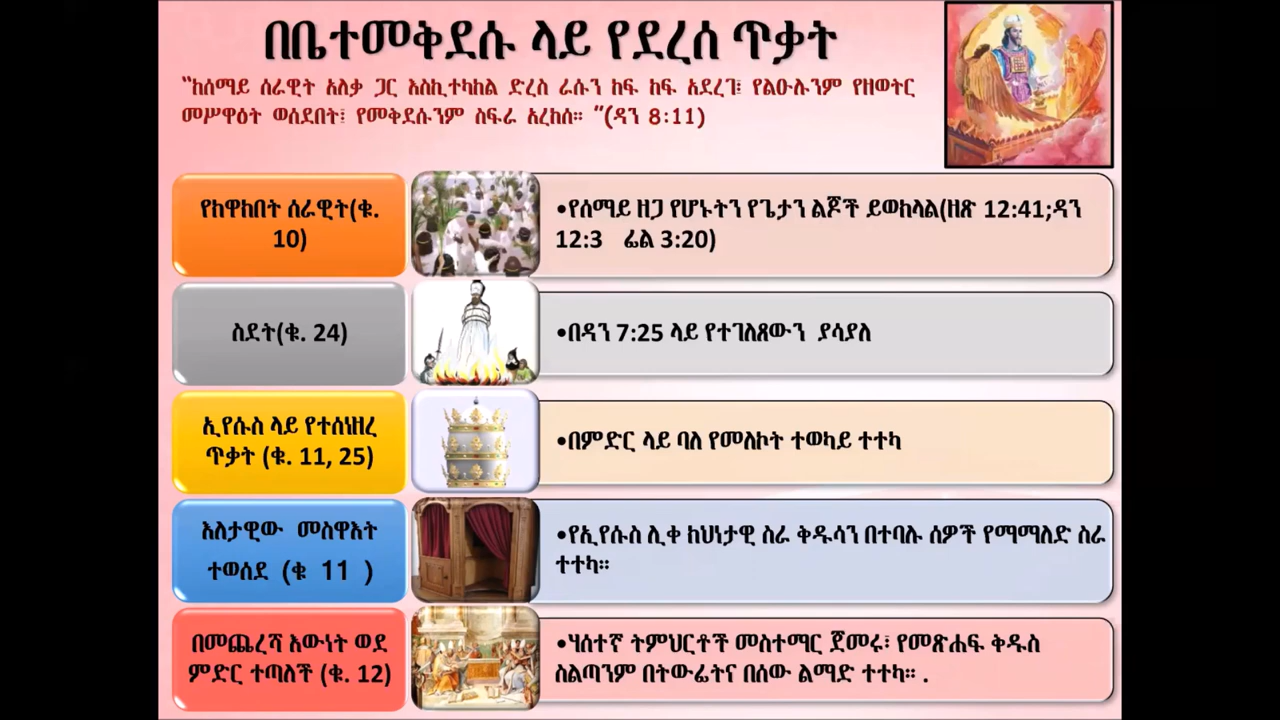 በቤተመቅደሱ ላይ የደረሰ ጥቃት
“ከሰማይ ሰራዊት አለቃ ጋር እስኪተካከል ድረስ ራሱን ከፍ ከፍ አደረገ፤ የልዑሉንም የዘወትር
መሥዋዕት ወሰደበት፤ የመቅደሱንም ስፍራ አረከሰ። ”(ዳን 8:11)
የከዋከበት ሰራዊት(ቁ.
10)
•የሰማይ ዘጋ የሆኑትን የጌታን ልጆች ይወከላል(ዘጽ 12:41;ዳን
12:3 ፊል 3:20)
ስደት(ቁ. 24)
•በዳን 7:25 ላይ የተገለጸውን ያሳያለ
ኢየሱስ ላይ የተሰነዘረ
ጥቃት (ቁ. 11, 25)
•በምድር ላይ ባለ የመለኮት ተወካይ ተተካ
እለታዊው መስዋእት
ተወሰደ (ቁ 11 )
•የኢየሱስ ሊቀ ክህነታዊ ስራ ቅዱሳን በተባሉ ሰዎች የማማለድ ስራ
ተተካ።
በመጨረሻ እውነት ወደ
ምድር ተጣለች (ቁ. 12)
•ሃሰተኛ ትምህርቶች መስተማር ጀመሩ፣ የመጽሐፍ ቅዱስ
ስልጣንም በትውፊትና በሰው ልማድ ተተካ። .